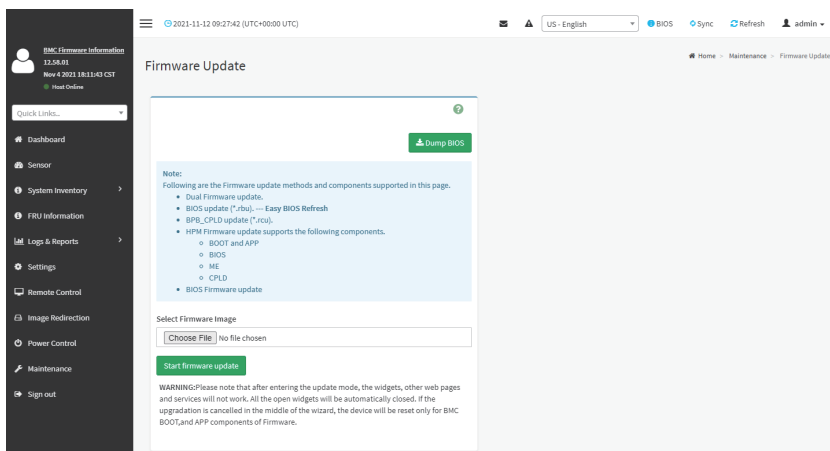 2021-11-12 09:27:42 (UTC+00:00 UTC)
US - English
BIOS
Sync
Refresh
admin
BMC Firmware Information
12.58.01
Nov 4 2021 18:11:43 CST
Host Online
Quick Links...
Dashboard
Sensor
System Inventory
FRU Information
Logs & Reports
Settings
Remote Control
Image Redirection
Power Control
Maintenance
Sign out
Firmware Update
Home > Maintenance > Firmware Update
Dump BIOS
Note:
Following are the Firmware update methods and components supported in this page.
Dual Firmware update.
BIOS update (*.rbu). --- Easy BIOS Refresh
BPB_CPLD update (*.rcu).
HPM Firmware update supports the following components.
BOOT and APP
BIOS
ME
CPLD
BIOS Firmware update
Select Firmware Image
Choose File No file chosen
Start firmware update
WARNING:Please note that after entering the update mode, the widgets, other web pages
and services will not work. All the open widgets will be automatically closed. If the
upgradation is cancelled in the middle of the wizard, the device will be reset only for BMC
BOOT,and APP components of Firmware.